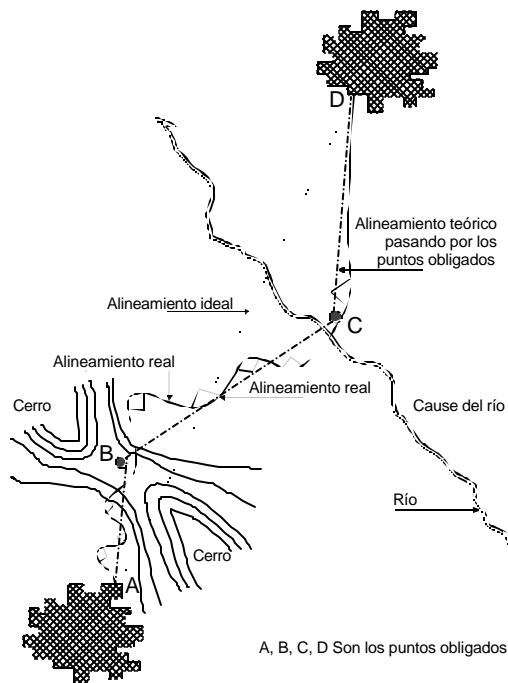 D
Alineamiento teórico
pasando por los
puntos obligados
Alineamiento ideal
C
Alineamiento real
Alineamiento real
Cerro
Cause del río
B
Río
Cerro
A
A, B, C, D Son los puntos obligados